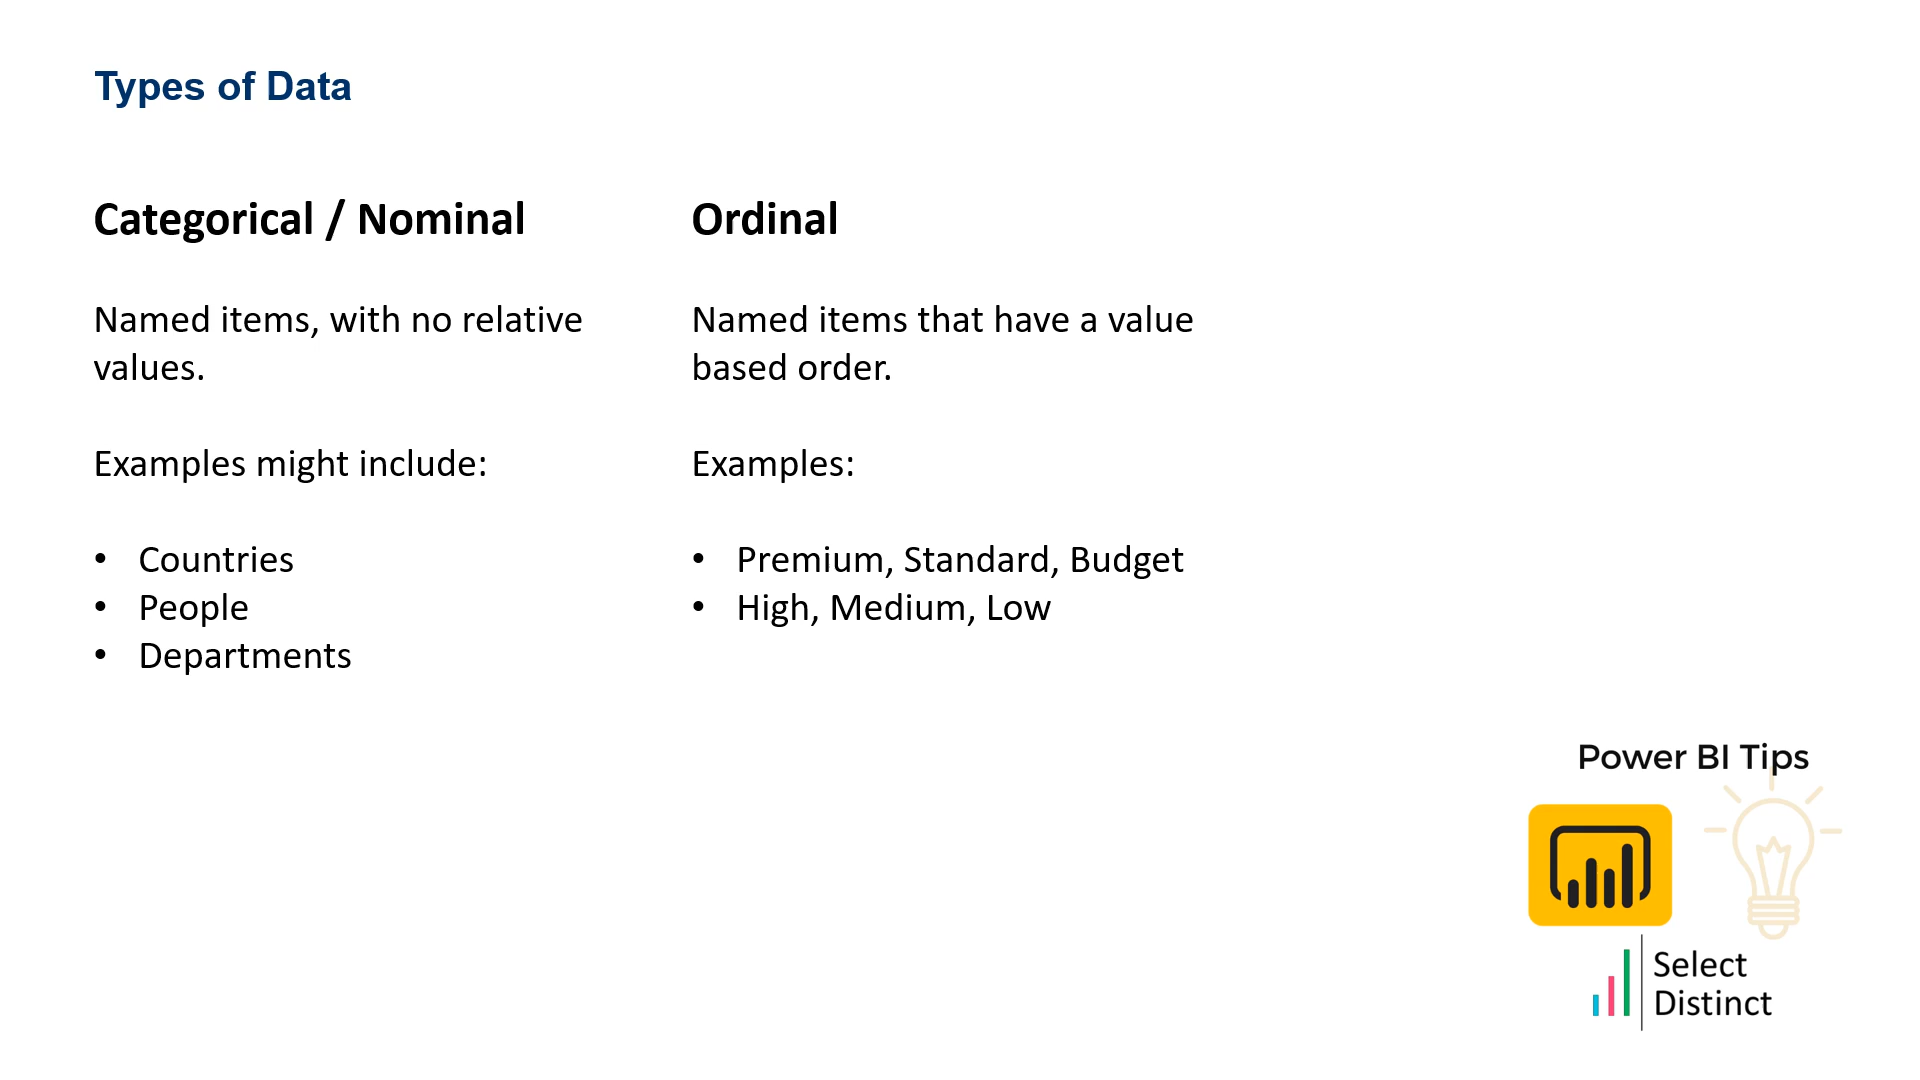 Types of Data
Categorical / Nominal
Named items, with no relative
values.
Examples might include:
• Countries
• People
• Departments
Ordinal
Named items that have a value
based order.
Examples:
• Premium, Standard, Budget
• High, Medium, Low
Power BI Tips
Select
Distinct